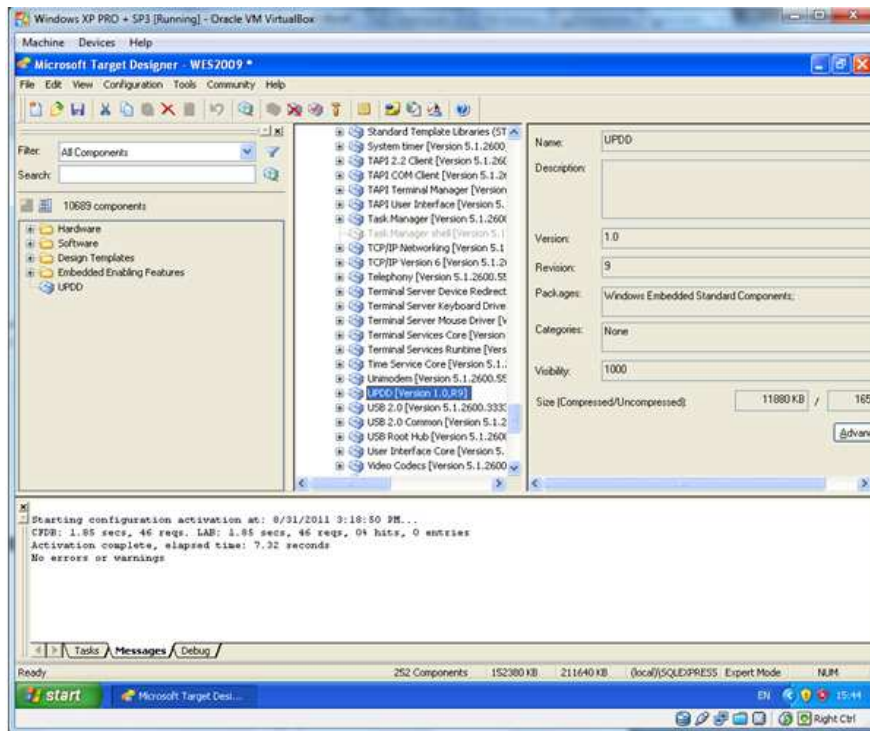 Windows XP PRO + SP3 [Running] - Oracle VM VirtualBox
Machine Devices Help
Microsoft Target Designer - WES2009 *
File Edit View Configuration Tools Community Help
Filter: All Components
Search:
10689 components
Hardware
Software
Design Templates
Embedded Enabling Features
UPDD
Standard Template Libraries (ST
System timer [Version 5.1.2600
TAPI 2.2 Client [Version 5.1.260
TAPI COM Client [Version 5.1.2
TAPI Terminal Manager [Version
TAPI User Interface [Version 5.
Task Manager [Version 5.1.2600
Task Manager shell [Version 5.1
TCP/IP Networking [Version 5.1
TCP/IP Version 6 [Version 5.1.2
Telephony [Version 5.1.2600.55
Terminal Server Device Redirect
Terminal Server Keyboard Drive
Terminal Server Mouse Driver [V
Terminal Services Core [Version
Terminal Services Runtime [Vers
Time Service Core [Version 5.1.
Unimodem [Version 5.1.2600.55
UPDD [Version 1.0,R9]
USB 2.0 [Version 5.1.2600.3333
USB 2.0 Common [Version 5.1.2
USB Root Hub [Version 5.1.260
User Interface Core [Version 5.
Video Codecs [Version 5.1.2600
Name: UPDD
Description:
Version: 1.0
Revision: 9
Packages: Windows Embedded Standard Components;
Categories: None
Visibility: 1000
Size (Compressed/Uncompressed): 11880 KB / 165
Advan
Starting configuration activation at: 8/31/2011 3:18:50 PM...
CFDB: 1.85 secs, 46 reqs. LAB: 1.85 secs, 46 reqs, 0% hits, 0 entries
Activation complete, elapsed time: 7.32 seconds
No errors or warnings
Tasks Messages Debug
Ready 252 Components 152380 KB 211640 KB (local)\SQLEXPRESS Expert Mode NUM
start Microsoft Target Desi... EN 15:44
Right Ctrl